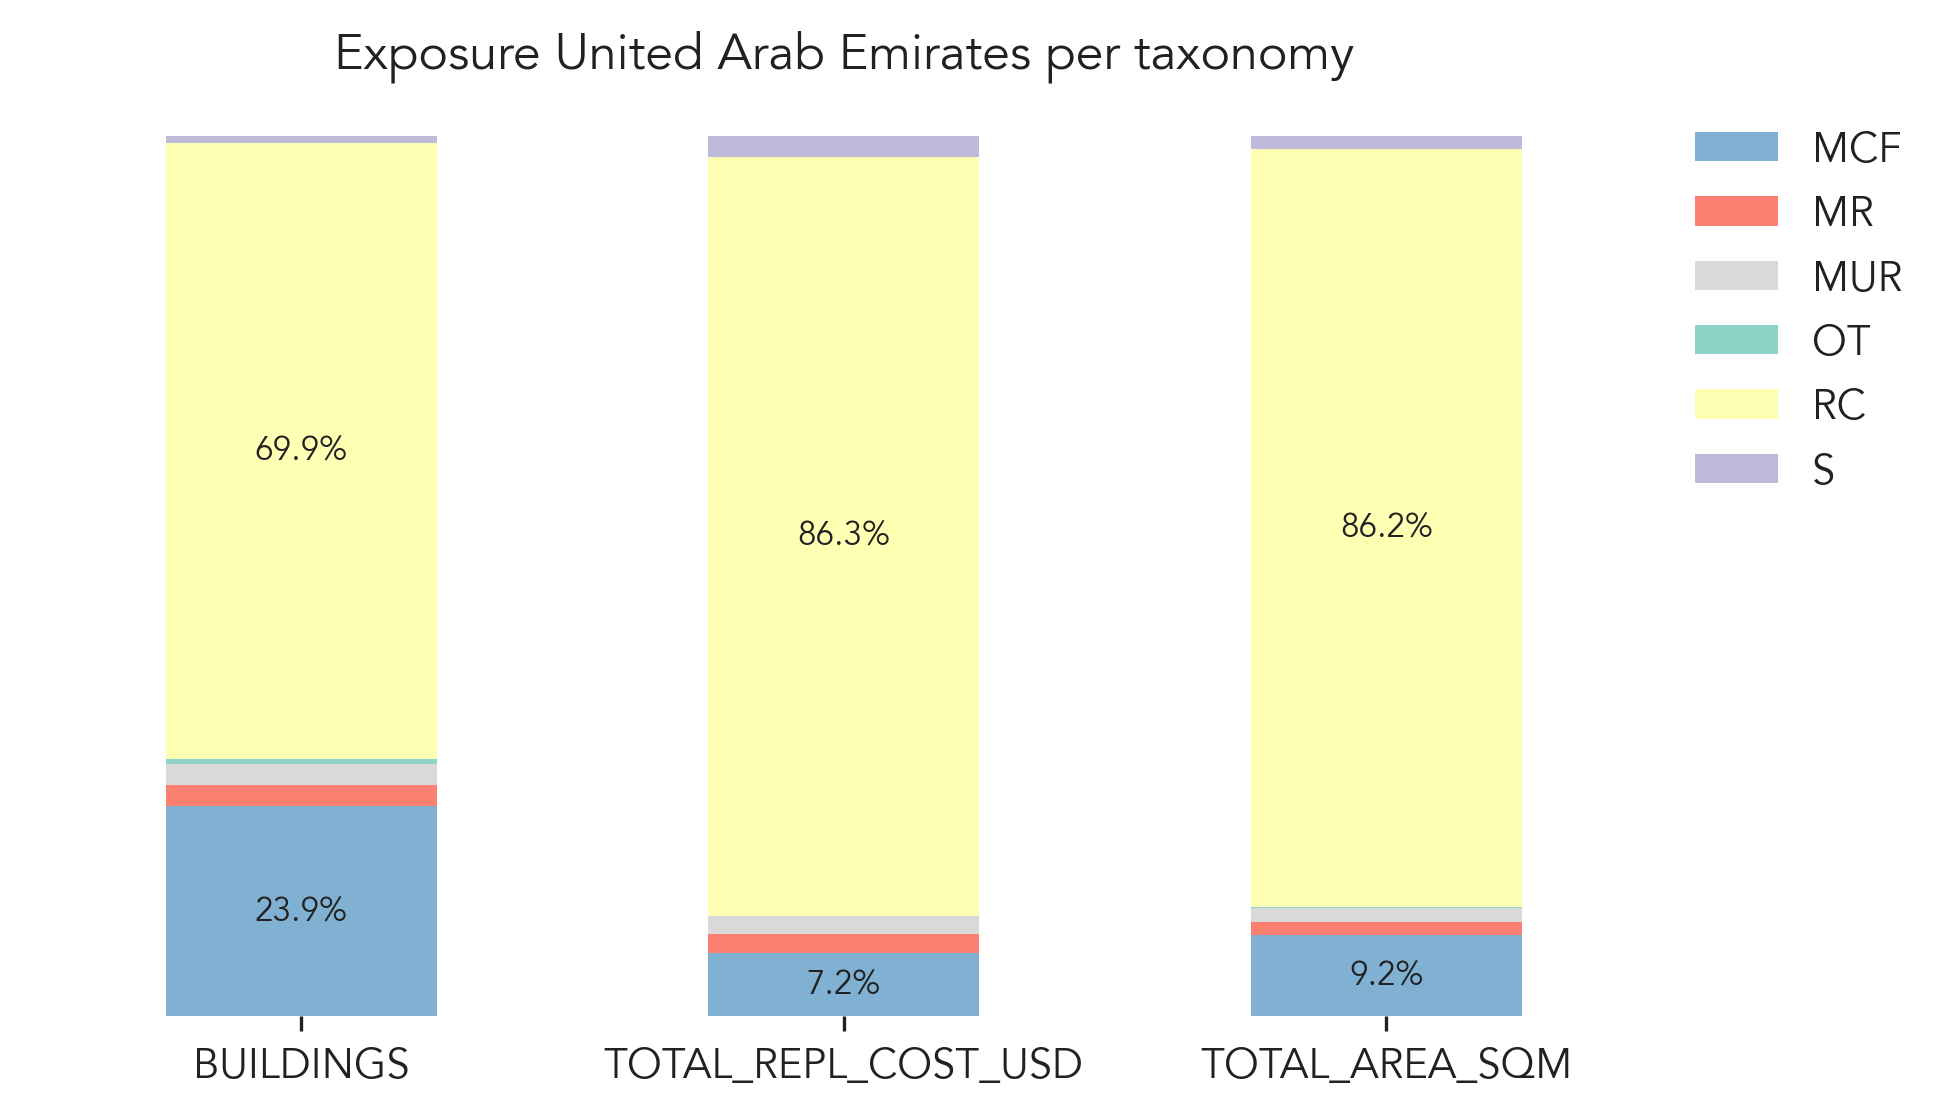 Exposure United Arab Emirates per taxonomy
MCF
MR
MUR
OT
RC
S
69.9%
86.3%
86.2%
23.9%
7.2%
9.2%
BUILDINGS
TOTAL_REPL_COST_USD
TOTAL_AREA_SQM